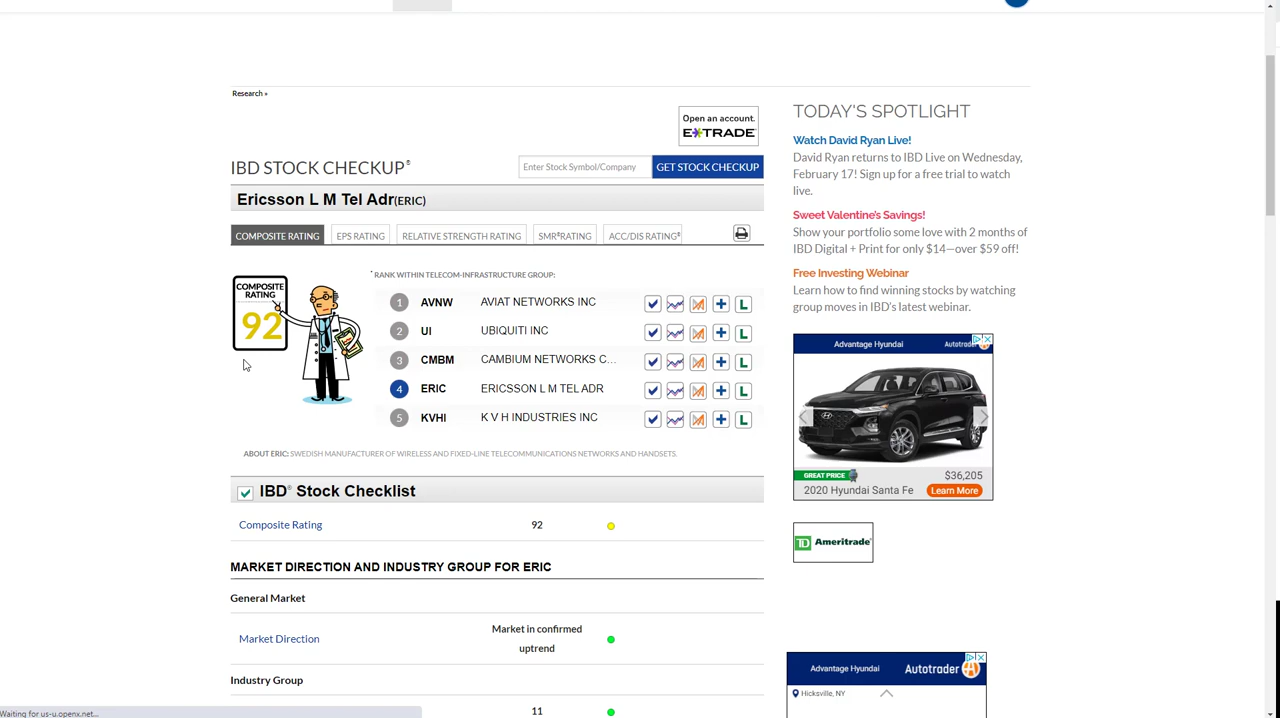 Research »
Open an account.
E*TRADE
IBD STOCK CHECKUP®
Enter Stock Symbol/Company
GET STOCK CHECKUP
Ericsson L M Tel Adr(ERIC)
COMPOSITE RATING
EPS RATING
RELATIVE STRENGTH RATING
SMR®RATING
ACC/DIS RATING®
COMPOSITE
RATING
92
* RANK WITHIN TELECOM-INFRASTRUCTURE GROUP:
1 AVNW AVIAT NETWORKS INC L
2 UI UBIQUITI INC L
3 CMBM CAMBIUM NETWORKS C... L
4 ERIC ERICSSON L M TEL ADR L
5 KVHI K V H INDUSTRIES INC L
ABOUT ERIC: SWEDISH MANUFACTURER OF WIRELESS AND FIXED-LINE TELECOMMUNICATIONS NETWORKS AND HANDSETS.
IBD® Stock Checklist
Composite Rating 92
MARKET DIRECTION AND INDUSTRY GROUP FOR ERIC
General Market
Market Direction
Market in confirmed
uptrend
Industry Group
11
TODAY'S SPOTLIGHT
Watch David Ryan Live!
David Ryan returns to IBD Live on Wednesday,
February 17! Sign up for a free trial to watch
live.
Sweet Valentine's Savings!
Show your portfolio some love with 2 months of
IBD Digital + Print for only $14—over $59 off!
Free Investing Webinar
Learn how to find winning stocks by watching
group moves in IBD's latest webinar.
Advantage Hyundai
Autotrader
GREAT PRICE
$36,205
2020 Hyundai Santa Fe
Learn More
TD Ameritrade
Advantage Hyundai
Autotrader
Hicksville, NY
Waiting for us-u.openx.net...